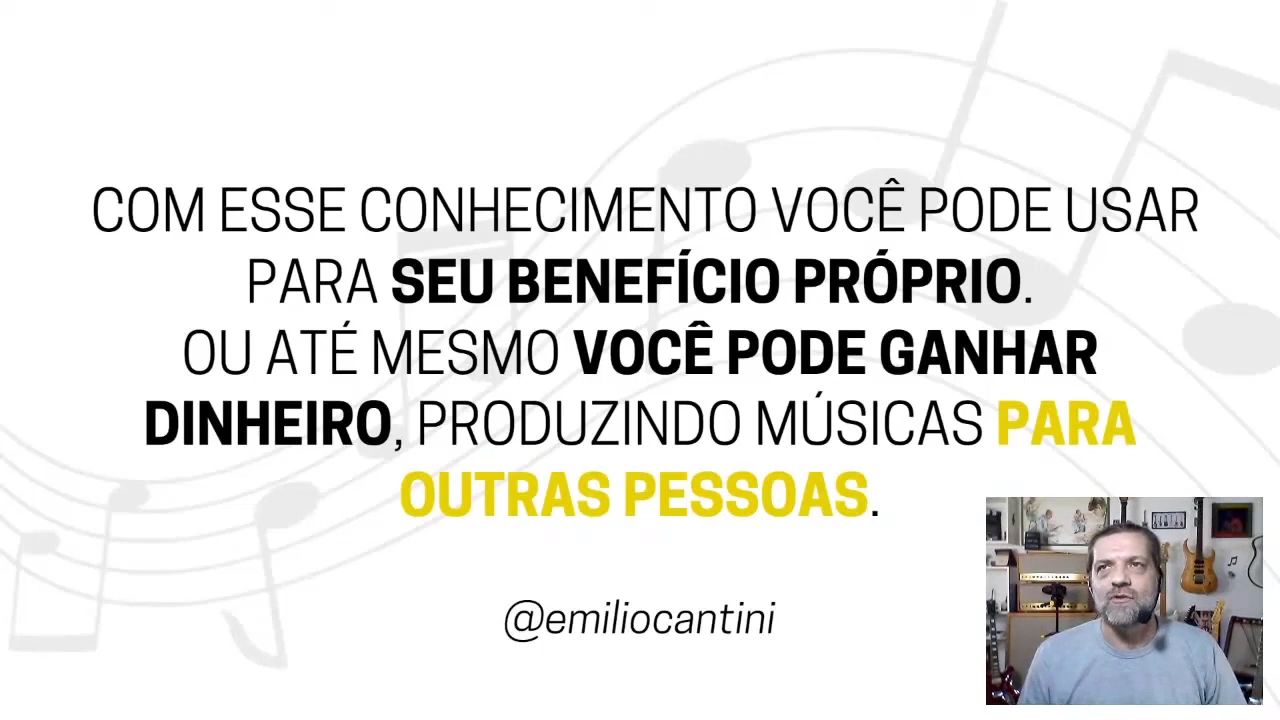 COM ESSE CONHECIMENTO VOCÊ PODE USAR
PARA SEU BENEFÍCIO PRÓPRIO.
OU ATÉ MESMO VOCÊ PODE GANHAR
DINHEIRO, PRODUZINDO MÚSICAS PARA
OUTRAS PESSOAS.
@emiliocantini